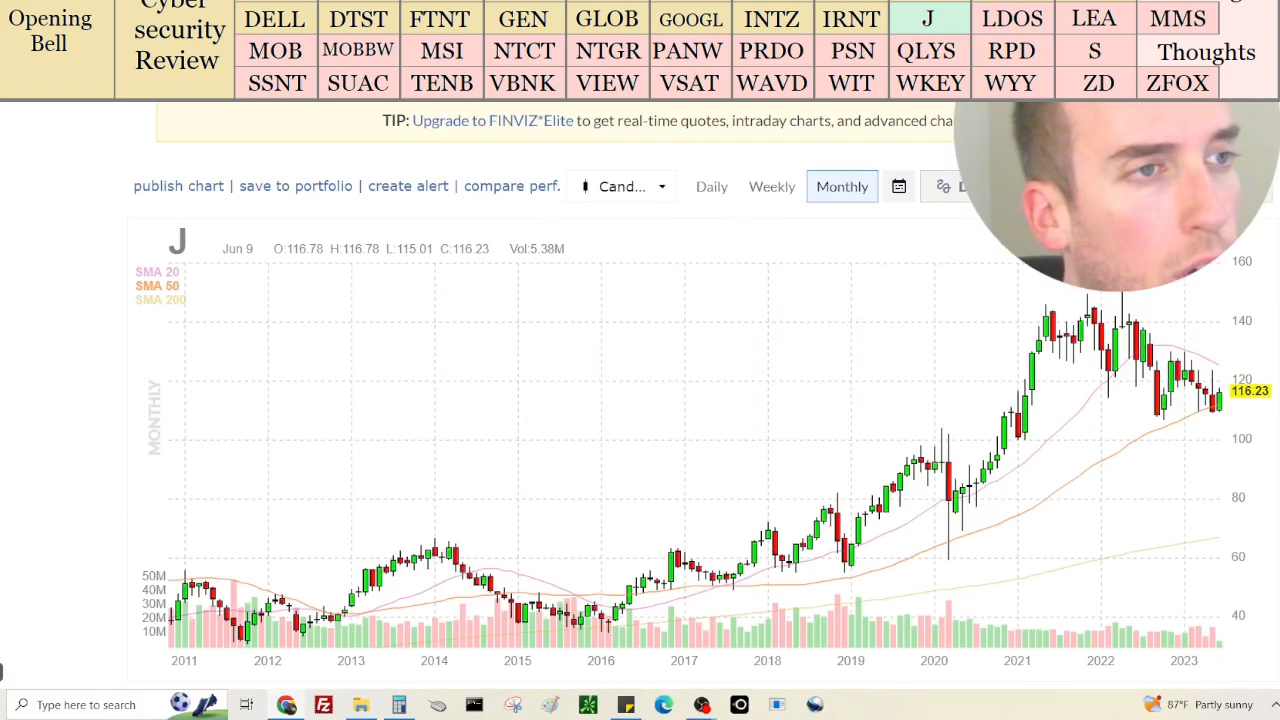 Opening
Bell
Cyber
security
Review
DELL DTST FTNT GEN GLOB GOOGL INTZ IRNT J LDOS LEA MMS
MOB MOBBW MSI NTCT NTGR PANW PRDO PSN QLYS RPD S Thoughts
SSNT SUAC TENB VBNK VIEW VSAT WAVD WIT WKEY WYY ZD ZFOX
TIP: Upgrade to FINVIZ*Elite to get real-time quotes, intraday charts, and advanced cha
publish chart | save to portfolio | create alert | compare perf. Cand... Daily Weekly Monthly D
J Jun 9 O:116.78 H:116.78 L:115.01 C:116.23 Vol:5.38M
SMA 20
SMA 50
SMA 200
160
140
120
116.23
100
80
60
40
MONTHLY
50M
40M
30M
20M
10M
2011 2012 2013 2014 2015 2016 2017 2018 2019 2020 2021 2022 2023
Type here to search
87°F Partly sunny